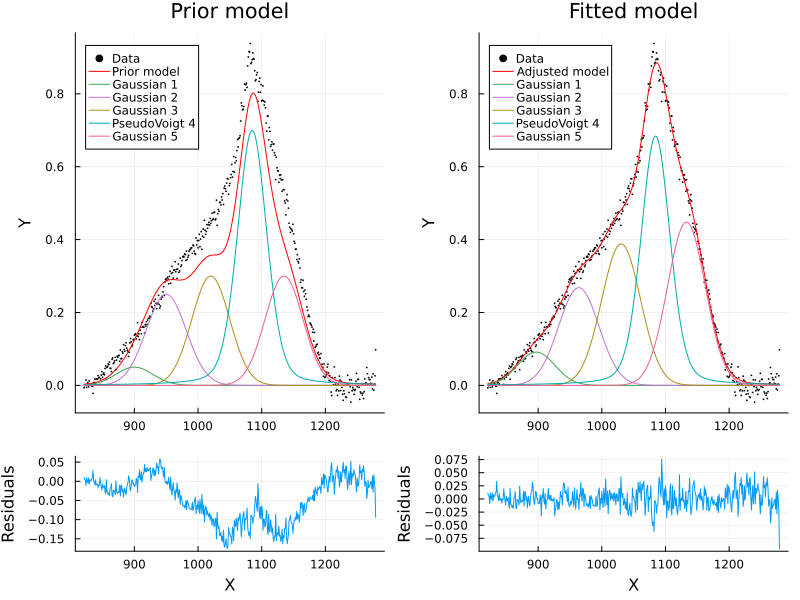 Prior model
Y
0.8
0.6
0.4
0.2
0.0
Data
Prior model
Gaussian 1
Gaussian 2
Gaussian 3
PseudoVoigt 4
Gaussian 5
900 1000 1100 1200
Residuals
0.05
0.00
−0.05
−0.10
−0.15
900 1000 1100 1200
X
Fitted model
Y
0.8
0.6
0.4
0.2
0.0
Data
Adjusted model
Gaussian 1
Gaussian 2
Gaussian 3
PseudoVoigt 4
Gaussian 5
900 1000 1100 1200
Residuals
0.075
0.050
0.025
0.000
−0.025
−0.050
−0.075
900 1000 1100 1200
X